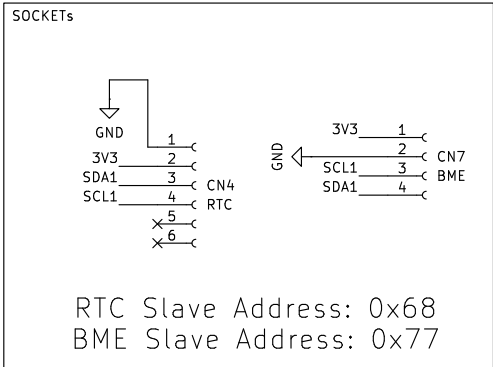 SOCKETs
GND
1
3V3 2
SDA1 3 CN4
SCL1 4 RTC
5
6
3V3 1
GND 2 CN7
SCL1 3 BME
SDA1 4
RTC Slave Address: 0x68
BME Slave Address: 0x77